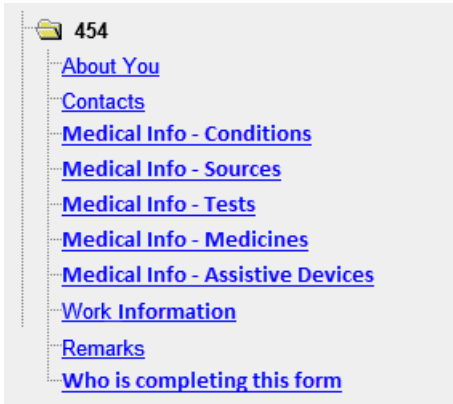 454
About You
Contacts
Medical Info - Conditions
Medical Info - Sources
Medical Info - Tests
Medical Info - Medicines
Medical Info - Assistive Devices
Work Information
Remarks
Who is completing this form